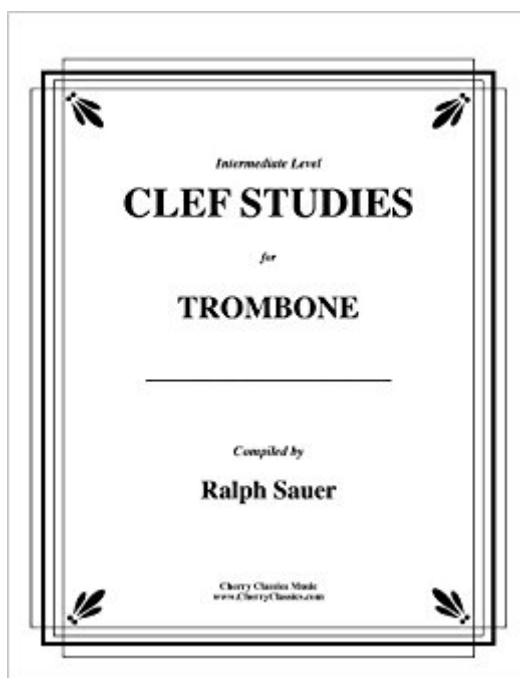 Intermediate Level
CLEF STUDIES
for
TROMBONE
Compiled by
Ralph Sauer
Cherry Classics Music
www.CherryClassics.com